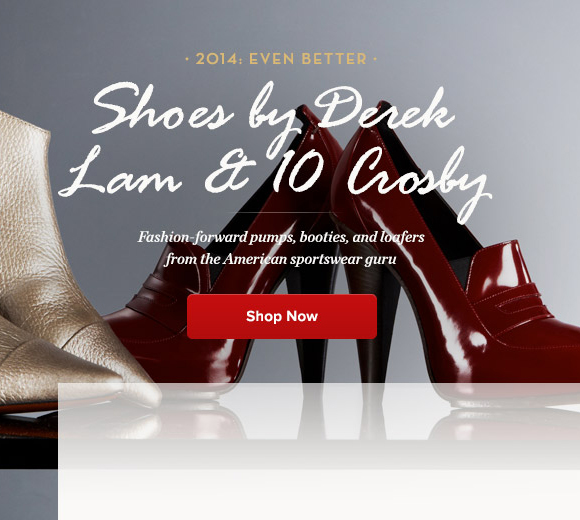 · 2014: EVEN BETTER ·
Shoes by Derek
Lam & 10 Crosby
Fashion-forward pumps, booties, and loafers
from the American sportswear guru
Shop Now